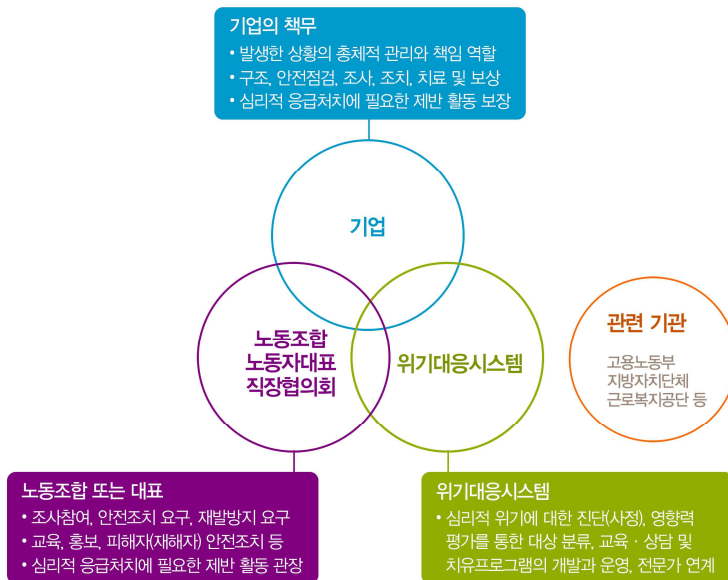 기업의 책무
• 발생한 상황의 총체적 관리와 책임 역할
• 구조, 안전점검, 조사, 조치, 치료 및 보상
• 심리적 응급처치에 필요한 제반 활동 보장
기업
노동조합
노동자대표
직장협의회
위기대응시스템
관련 기관
고용노동부
지방자치단체
근로복지공단 등
노동조합 또는 대표
• 조사참여, 안전조치 요구, 재발방지 요구
• 교육, 홍보, 피해자(재해자) 안전조치 등
• 심리적 응급처치에 필요한 제반 활동 관장
위기대응시스템
• 심리적 위기에 대한 진단(사정), 영향력
평가를 통한 대상 분류, 교육 · 상담 및
치유프로그램의 개발과 운영, 전문가 연계